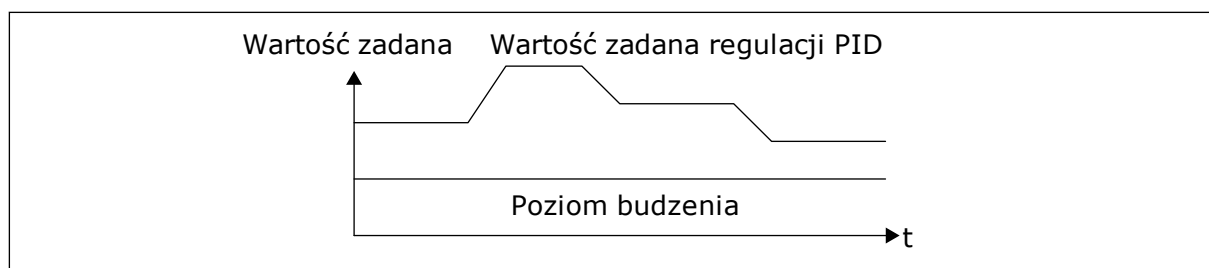 Wartość zadana
Wartość zadana regulacji PID
Poziom budzenia
t